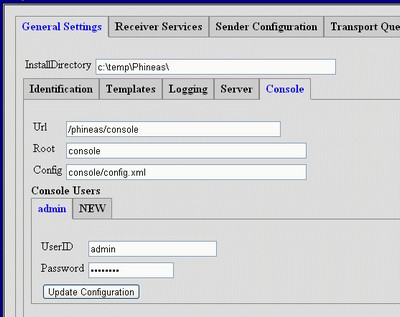 General Settings Receiver Services Sender Configuration Transport Que
InstallDirectory c:\temp\Phineas\
Identification Templates Logging Server Console
Url /phineas/console
Root console
Config console/config.xml
Console Users
admin NEW
UserID admin
Password ••••••••
Update Configuration